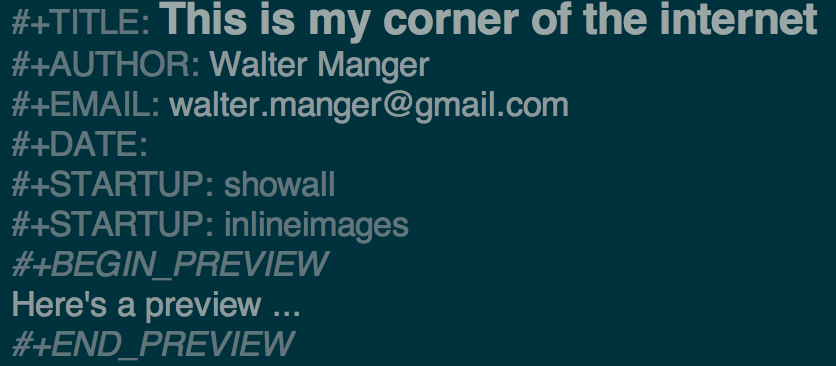 #+TITLE: This is my corner of the internet
#+AUTHOR: Walter Manger
#+EMAIL: walter.manger@gmail.com
#+DATE:
#+STARTUP: showall
#+STARTUP: inlineimages
#+BEGIN_PREVIEW
Here's a preview ...
#+END_PREVIEW